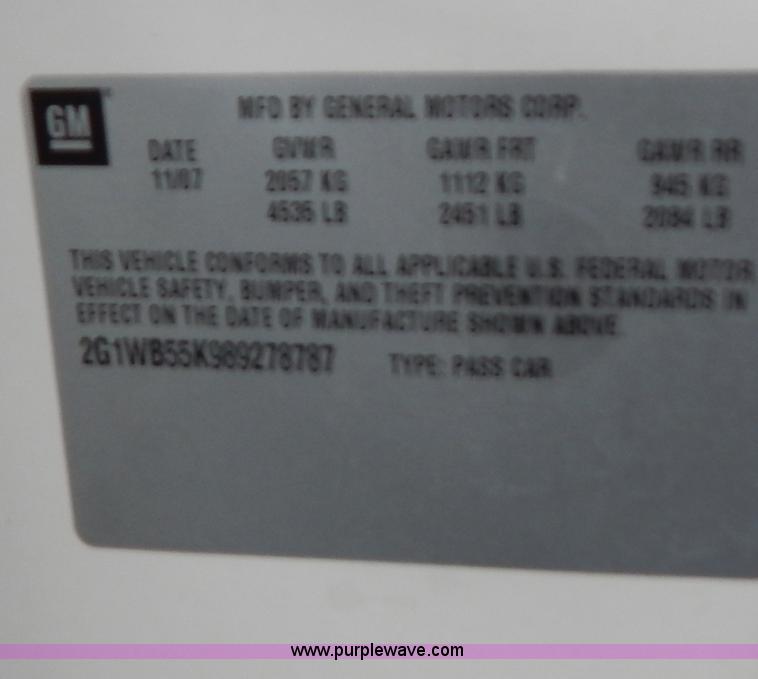 GM
MFD BY GENERAL MOTORS CORP.
DATE GVWR GAWR FRT GAWR RR
11/07 2057 KG 1112 KG 945 KG
4535 LB 2451 LB 2084 LB
THIS VEHICLE CONFORMS TO ALL APPLICABLE U.S. FEDERAL MOTOR
VEHICLE SAFETY, BUMPER, AND THEFT PREVENTION STANDARDS IN
EFFECT ON THE DATE OF MANUFACTURE SHOWN ABOVE.
2G1WB55K989278787 TYPE: PASS CAR
www.purplewave.com